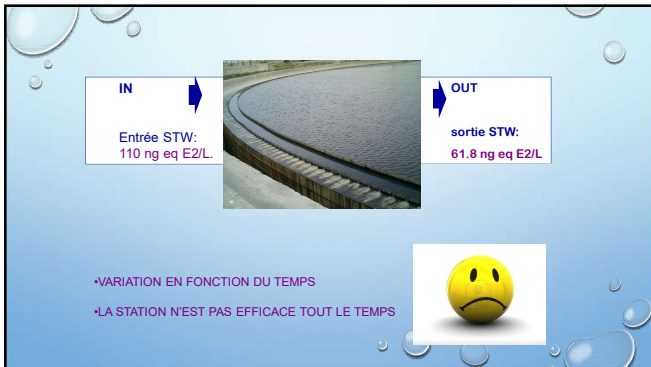 IN
Entrée STW:
110 ng eq E2/L.
OUT
sortie STW:
61.8 ng eq E2/L
•VARIATION EN FONCTION DU TEMPS
•LA STATION N'EST PAS EFFICACE TOUT LE TEMPS